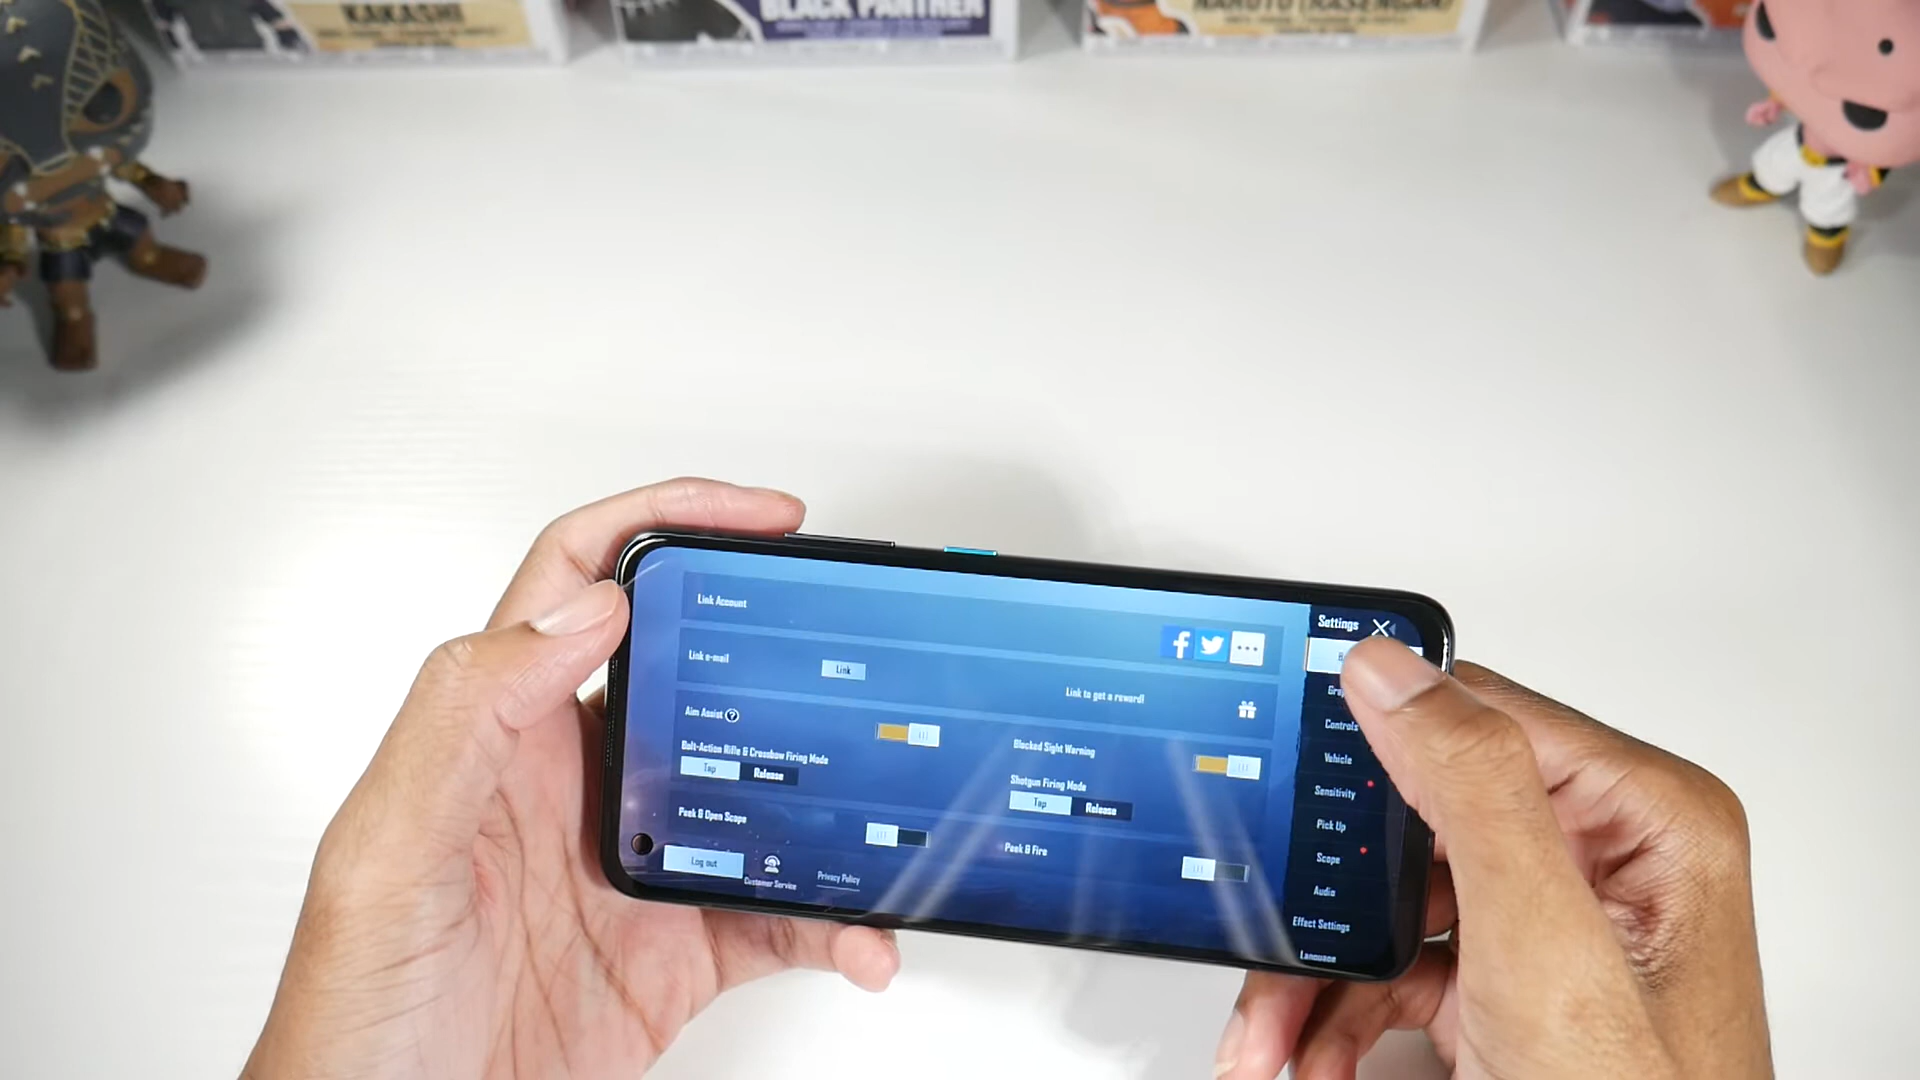 KAKASHI
BLACK PANTHER
NARUTO (RASENGAN)
Link Account
Link e-mail
Link
Link to get a reward!
Aim Assist
Blocked Sight Warning
Bolt-Action Rifle & Crossbow Firing Mode
Tap
Release
Shotgun Firing Mode
Tap
Release
Peek & Open Scope
Peek & Fire
Log out
Customer Service
Privacy Policy
Settings
Controls
Vehicle
Sensitivity
Pick Up
Scope
Audio
Effect Settings
Language